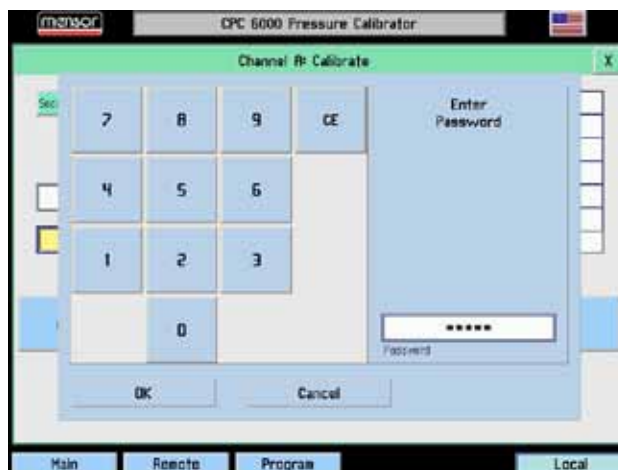 mensor
CPC 6000 Pressure Calibrator
Channel A: Calibrate
X
7 8 9 CE
4 5 6
1 2 3
0
Enter
Password
*****
Password
OK Cancel
Main Remote Program Local